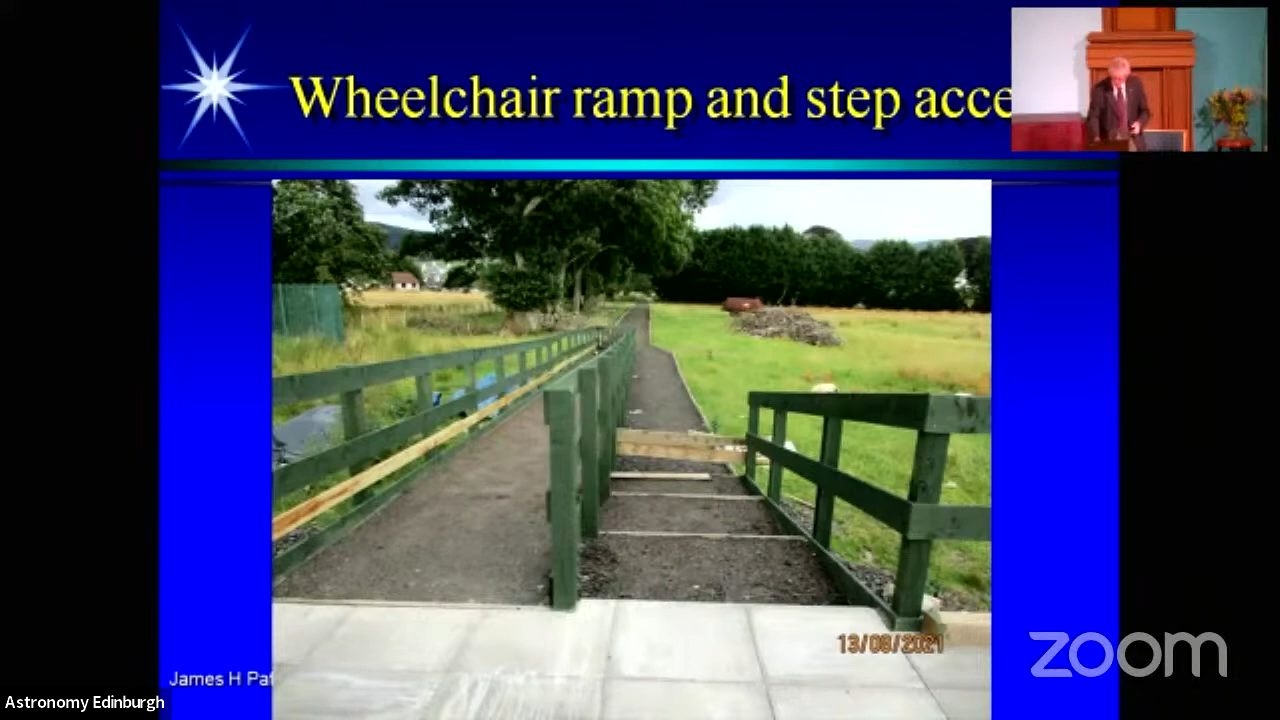 Wheelchair ramp and step acce
13/08/2021
zoom
James H Pat
Astronomy Edinburgh